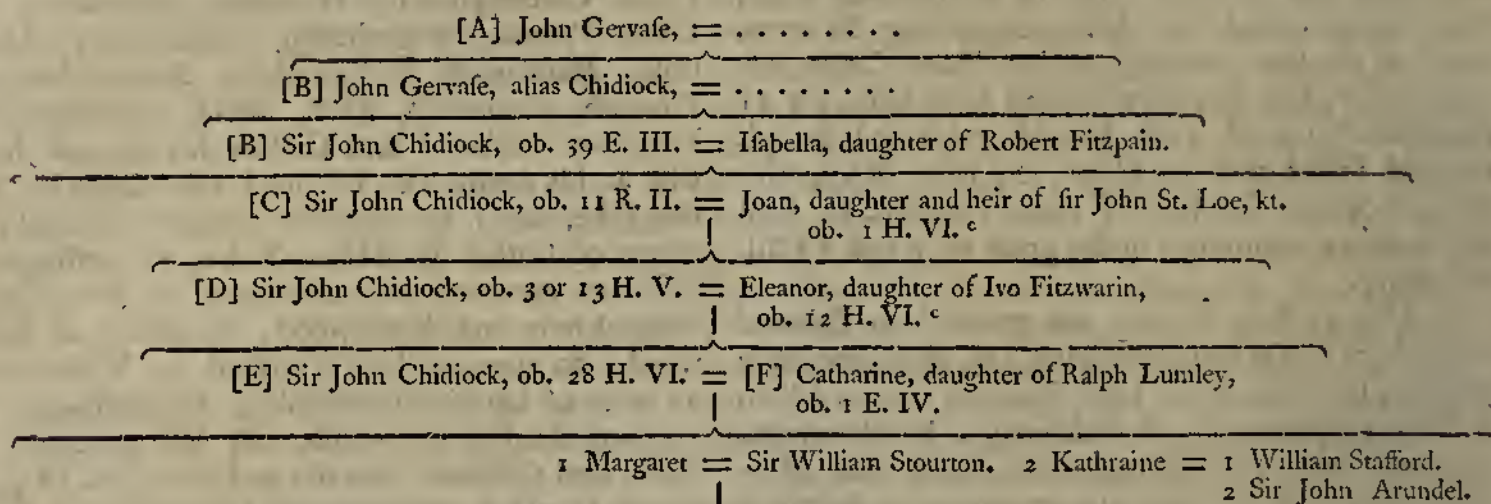 [A] John Gervaſe, = . . . . . . . .
[B] John Gervaſe, alias Chidiock, = . . . . . . . .
[B] Sir John Chidiock, ob. 39 E. III. = Iſabella, daughter of Robert Fitzpain.
[C] Sir John Chidiock, ob. 11 R. II. = Joan, daughter and heir of ſir John St. Loe, kt.
ob. 1 H. VI. c
[D] Sir John Chidiock, ob. 3 or 13 H. V. = Eleanor, daughter of Ivo Fitzwarin,
ob. 12 H. VI. c
[E] Sir John Chidiock, ob. 28 H. VI. = [F] Catharine, daughter of Ralph Lumley,
ob. 1 E. IV.
1 Margaret = Sir William Stourton. 2 Kathraine = 1 William Stafford.
2 Sir John Arundel.